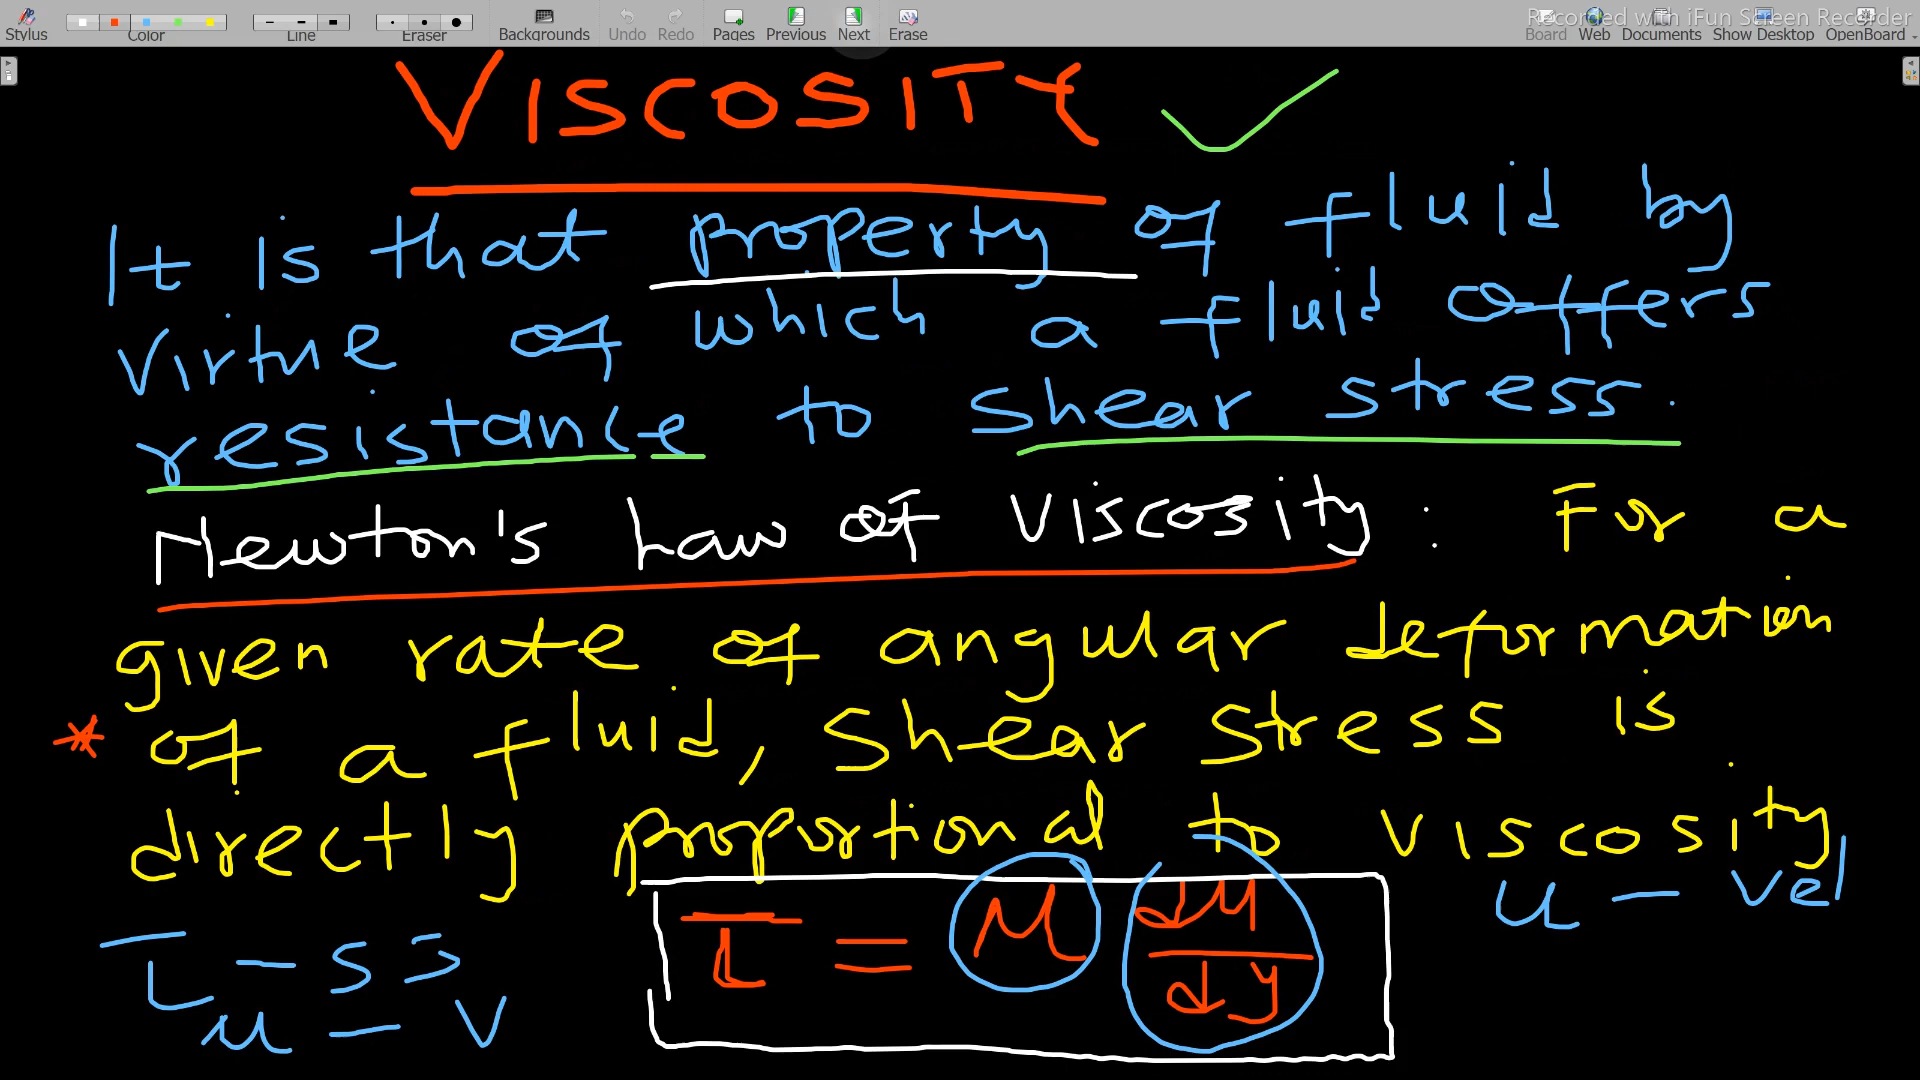 Recorded with iFun Screen Recorder
Stylus Color Line Eraser Backgrounds Undo Redo Pages Previous Next Erase Board Web Documents Show Desktop OpenBoard
VISCOSITY
It is that property of fluid by
virtue of which a fluid offers
resistance to shear stress.
Newton's Law of Viscosity : For a
given rate of angular deformation
* of a fluid, shear stress is
directly proportional to viscosity
u - vel
τ = μ du/dy
τ - SS
μ - V